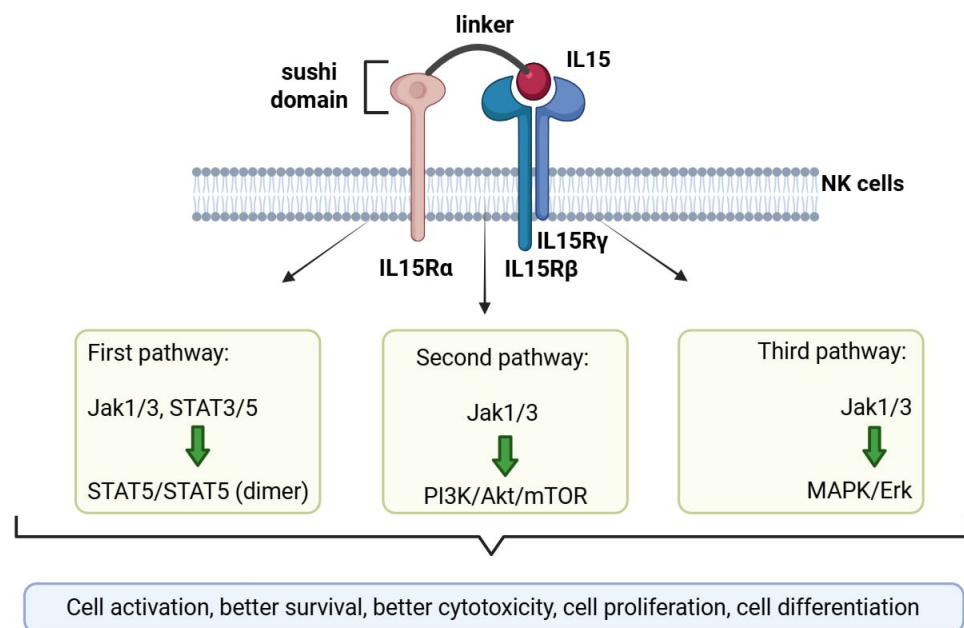 linker
IL15
sushi
domain
NK cells
IL15Rγ
IL15Rα
IL15Rβ
First pathway:
Jak1/3, STAT3/5
STAT5/STAT5 (dimer)
Second pathway:
Jak1/3
PI3K/Akt/mTOR
Third pathway:
Jak1/3
MAPK/Erk
Cell activation, better survival, better cytotoxicity, cell proliferation, cell differentiation